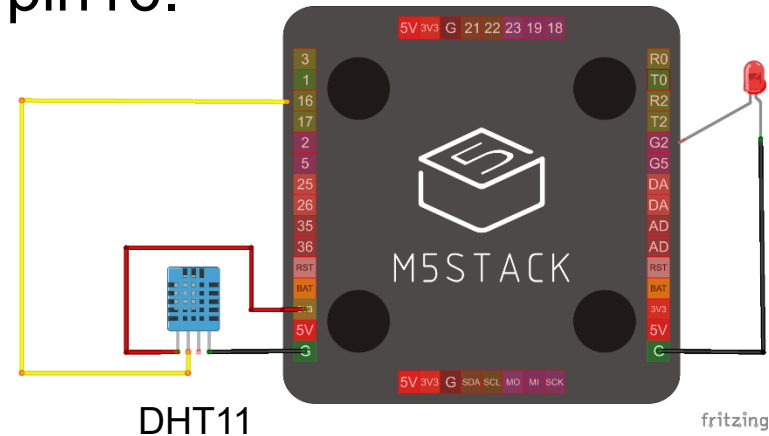 5V 3V3 G 21 22 23 19 18
3 R0
1 T0
16 R2
17 T2
2 G2
5 G5
25 DA
26 DA
35 AD
36 AD
RST RST
BAT BAT
3V3
5V 5V
G G
5
M5STACK
5V 3V3 G SDA SCL MO MI SCK
DHT11
fritzing